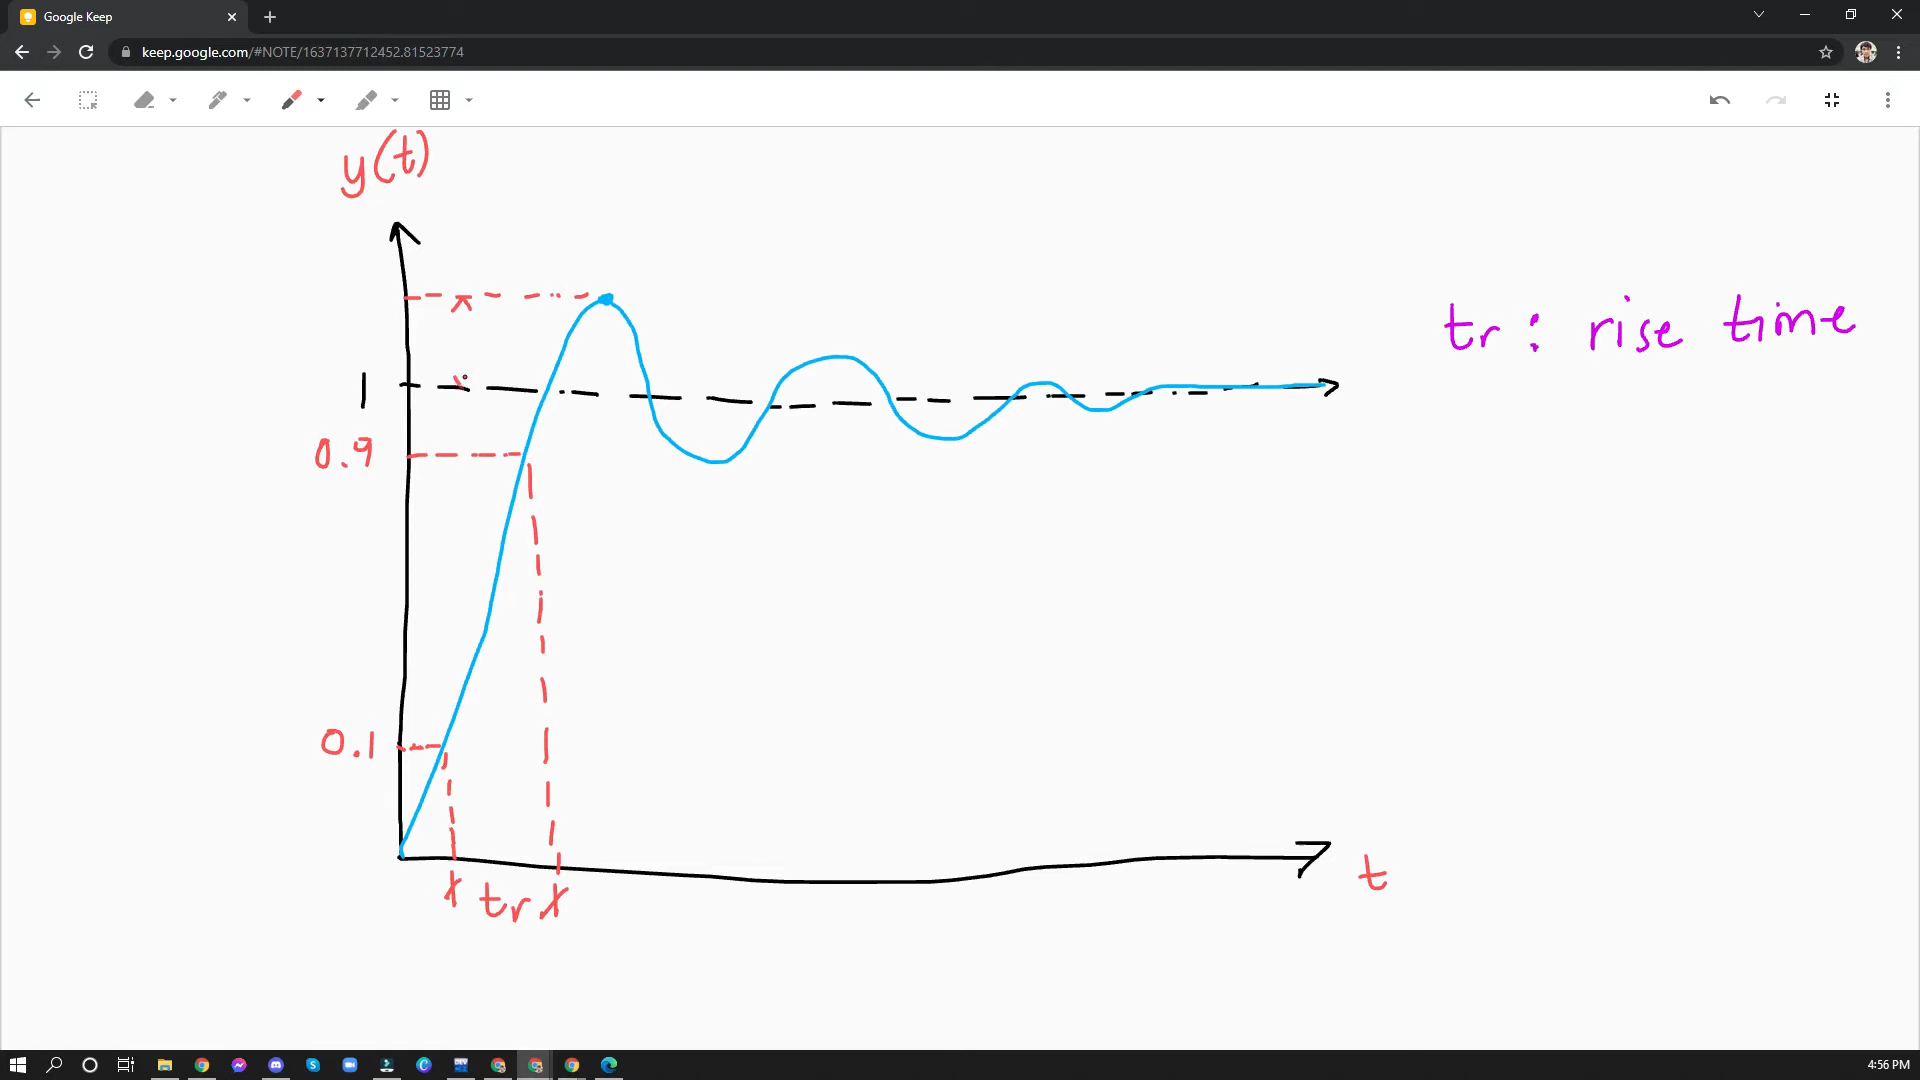 Google Keep
keep.google.com/#NOTE/1637137712452.81523774
y(t)
tr : rise time
1
0.9
0.1
tr
t
4:56 PM